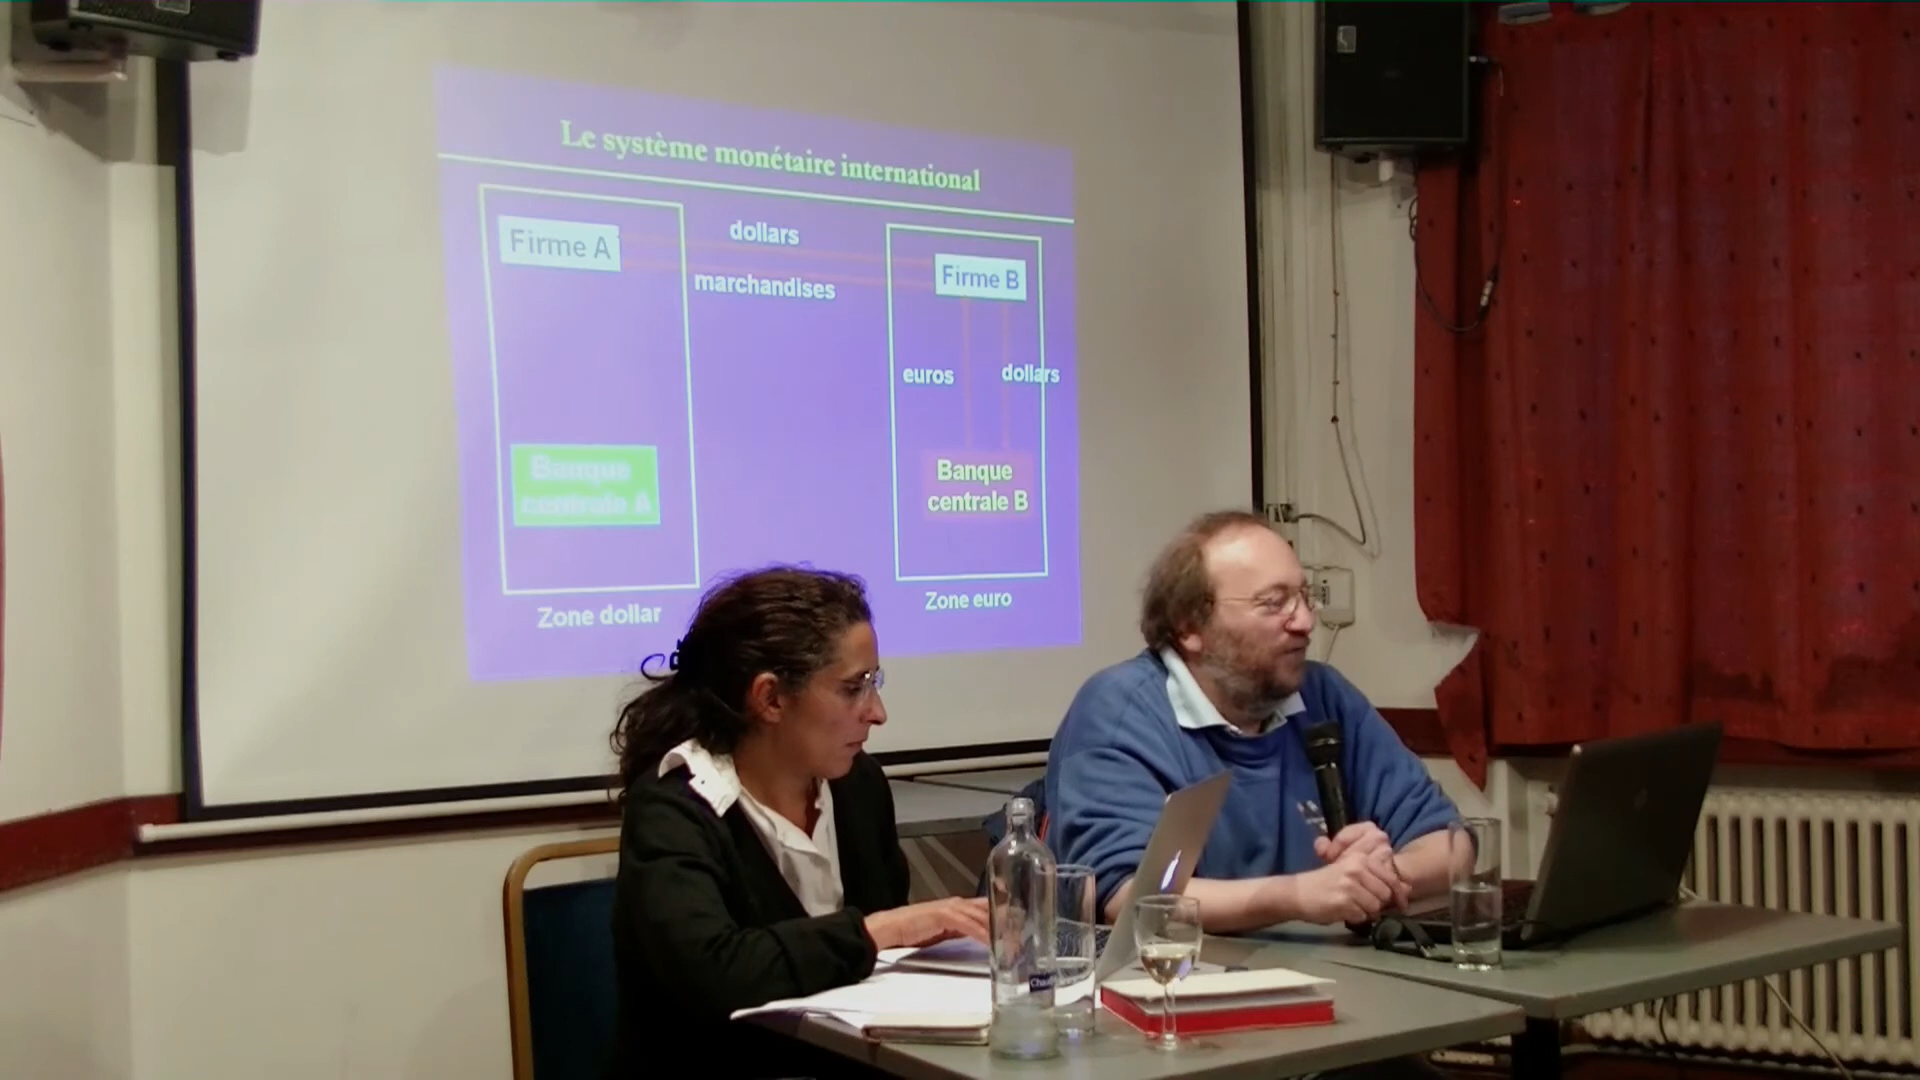 Le système monétaire international
Firme A
dollars
marchandises
Firme B
euros
dollars
Banque
centrale A
Banque
centrale B
Zone dollar
Zone euro